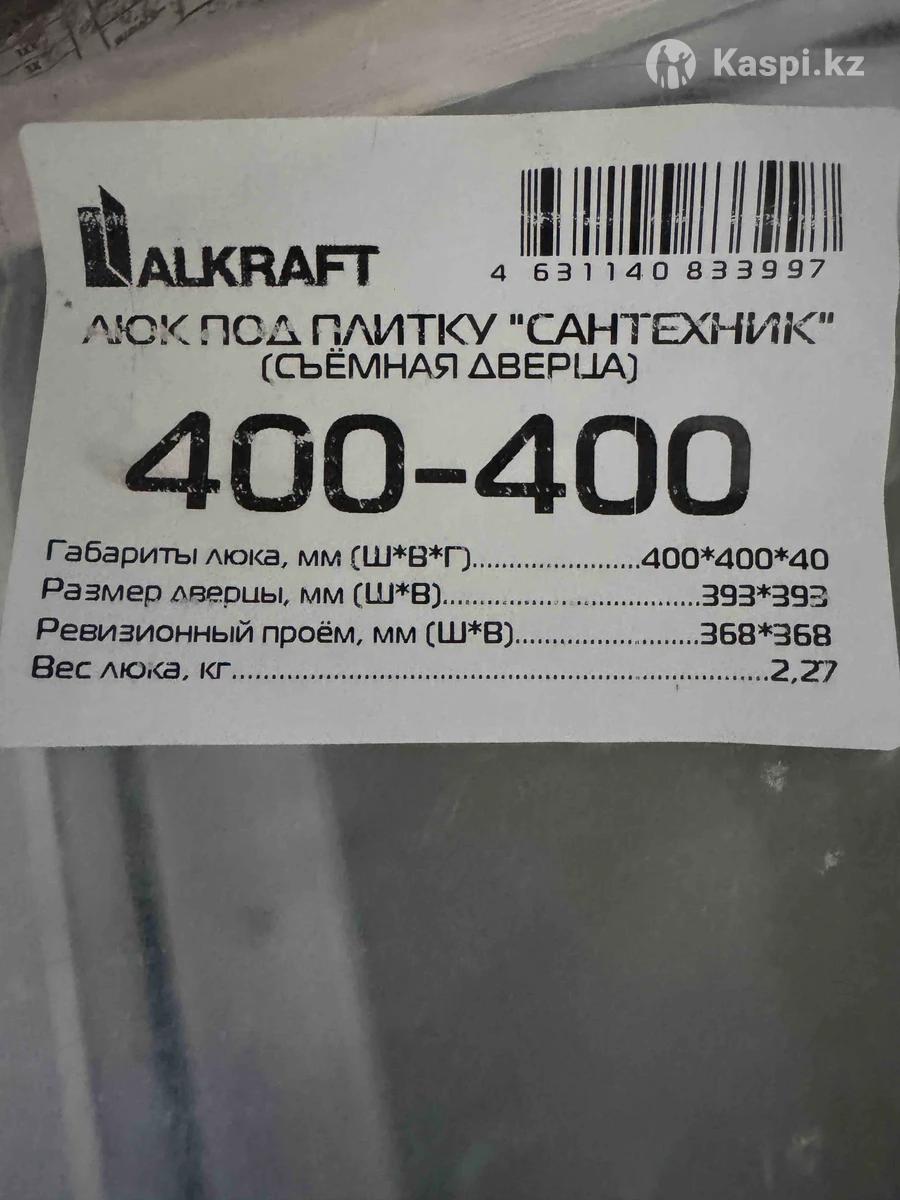 Kaspi.kz
ALKRAFT
4 631140 833997
ЛЮК ПОД ПЛИТКУ "САНТЕХНИК"
(СЪЁМНАЯ ДВЕРЦА)
400-400
Габариты люка, мм (Ш*В*Г)......................400*400*40
Размер дверцы, мм (Ш*В)..................................393*393
Ревизионный проём, мм (Ш*В)........................368*368
Вес люка, кг.....................................................................2,27